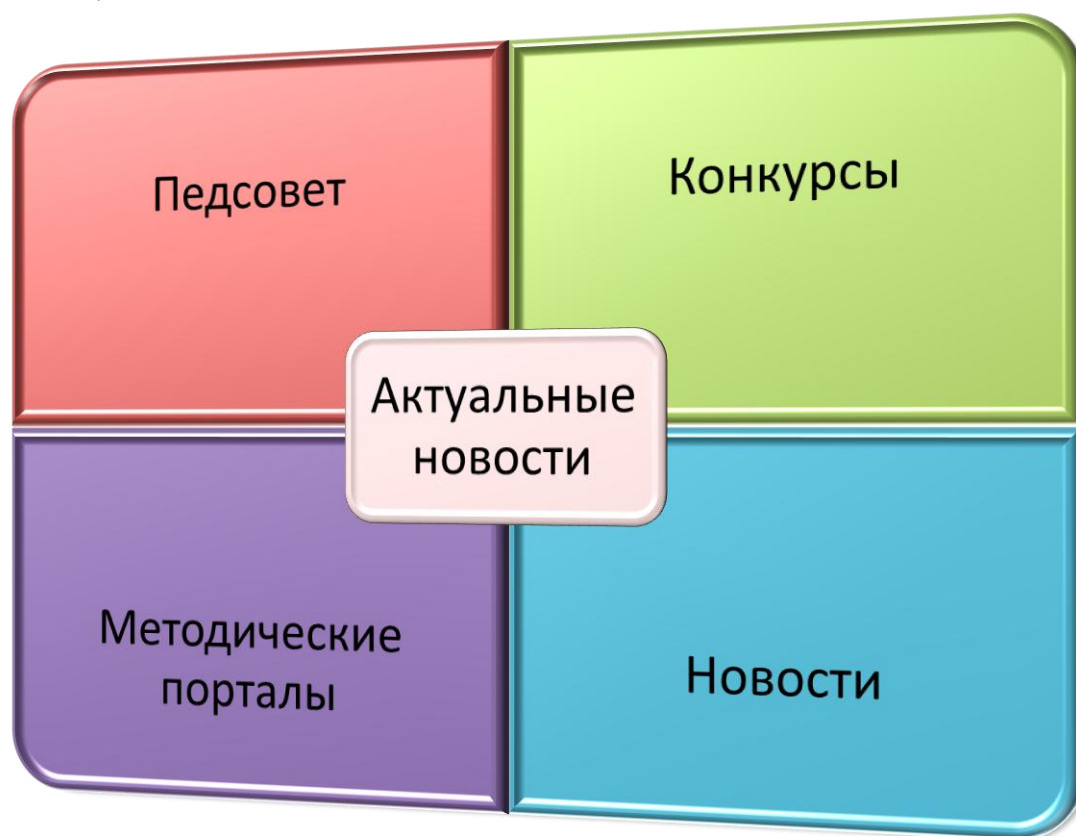 Педсовет
Конкурсы
Актуальные
новости
Методические
порталы
Новости